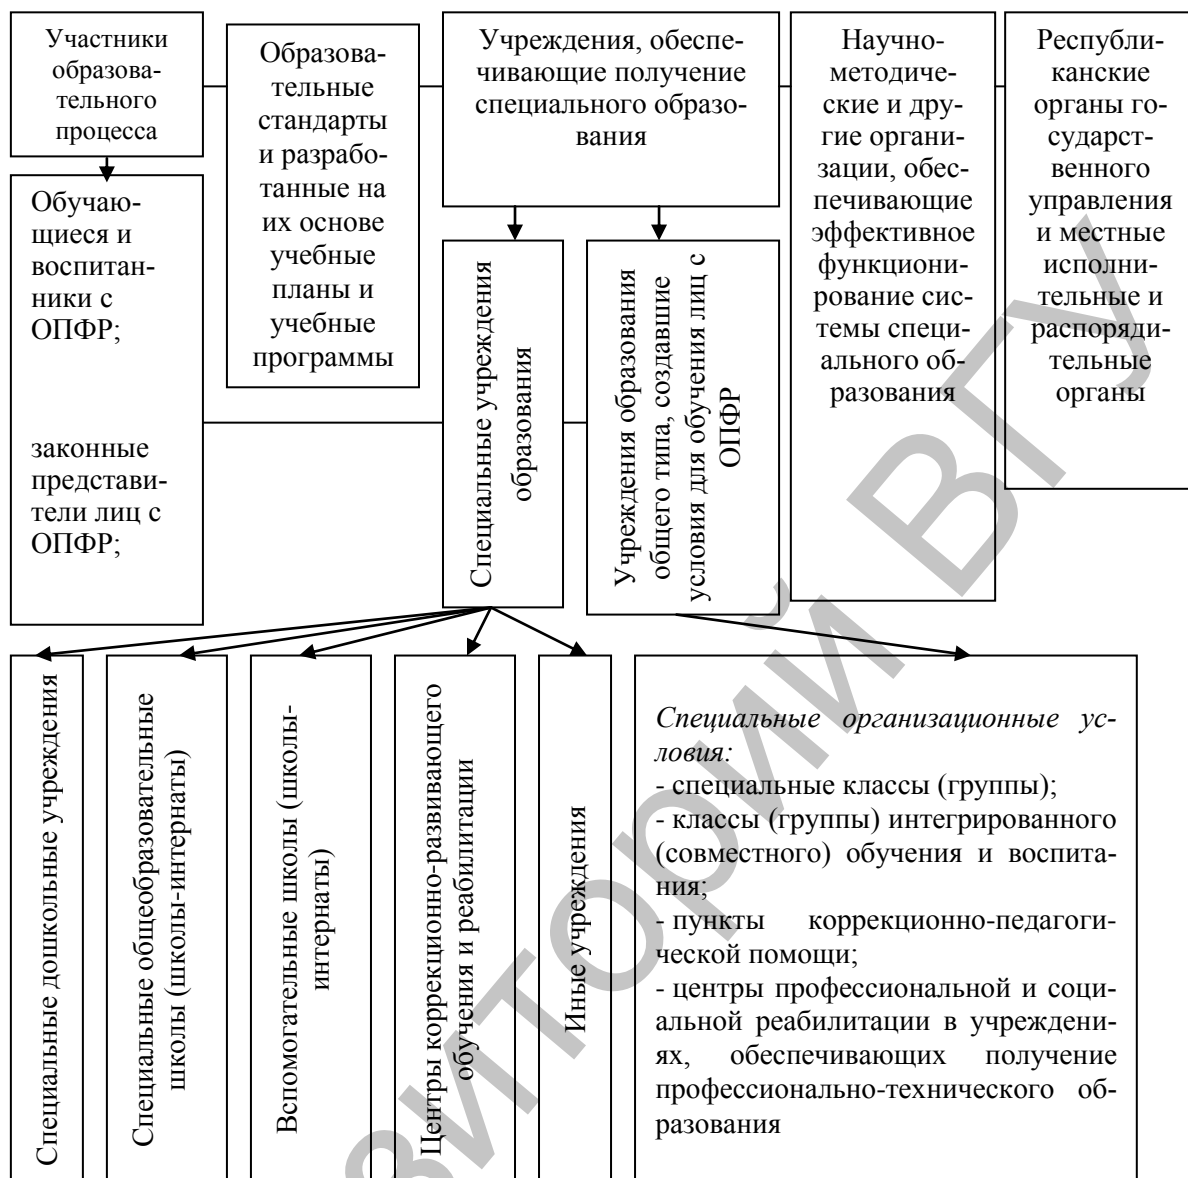 Участники
образова-
тельного
процесса
Образова-
тельные
стандарты
и разрабо-
танные на
их основе
учебные
планы и
учебные
программы
Учреждения, обеспе-
чивающие получение
специального образо-
вания
Научно-
методиче-
ские и дру-
гие органи-
зации, обес-
печивающие
эффективное
функциони-
рование сис-
темы специ-
ального об-
разования
Республи-
канские
органы го-
сударст-
венного
управления
и местные
исполни-
тельные и
распоряди-
тельные
органы
Обучаю-
щиеся и
воспитан-
ники с
ОПФР;
законные
представи-
тели лиц с
ОПФР;
Специальные учреждения
образования
Учреждения образования
общего типа, создавшие
условия для обучения лиц с
ОПФР
Специальные дошкольные учреждения
Специальные общеобразовательные
школы (школы-интернаты)
Вспомогательные школы (школы-
интернаты)
Центры коррекционно-развивающего
обучения и реабилитации
Иные учреждения
Специальные организационные ус-
ловия:
- специальные классы (группы);
- классы (группы) интегрированного
(совместного) обучения и воспита-
ния;
- пункты коррекционно-педагоги-
ческой помощи;
- центры профессиональной и соци-
альной реабилитации в учреждени-
ях, обеспечивающих получение
профессионально-технического об-
разования
зиторий ВГУ